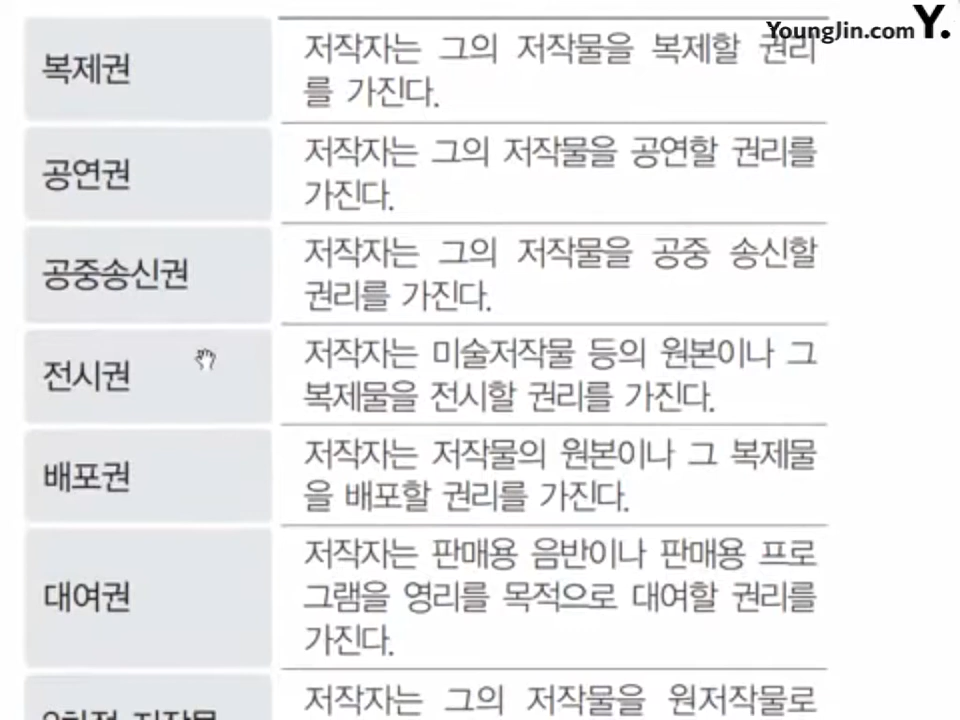 YoungJin.com Y.
복제권
저작자는 그의 저작물을 복제할 권리
를 가진다.
공연권
저작자는 그의 저작물을 공연할 권리를
가진다.
공중송신권
저작자는 그의 저작물을 공중 송신할
권리를 가진다.
전시권
저작자는 미술저작물 등의 원본이나 그
복제물을 전시할 권리를 가진다.
배포권
저작자는 저작물의 원본이나 그 복제물
을 배포할 권리를 가진다.
대여권
저작자는 판매용 음반이나 판매용 프로
그램을 영리를 목적으로 대여할 권리를
가진다.
저작자는 그의 저작물을 원저작물로